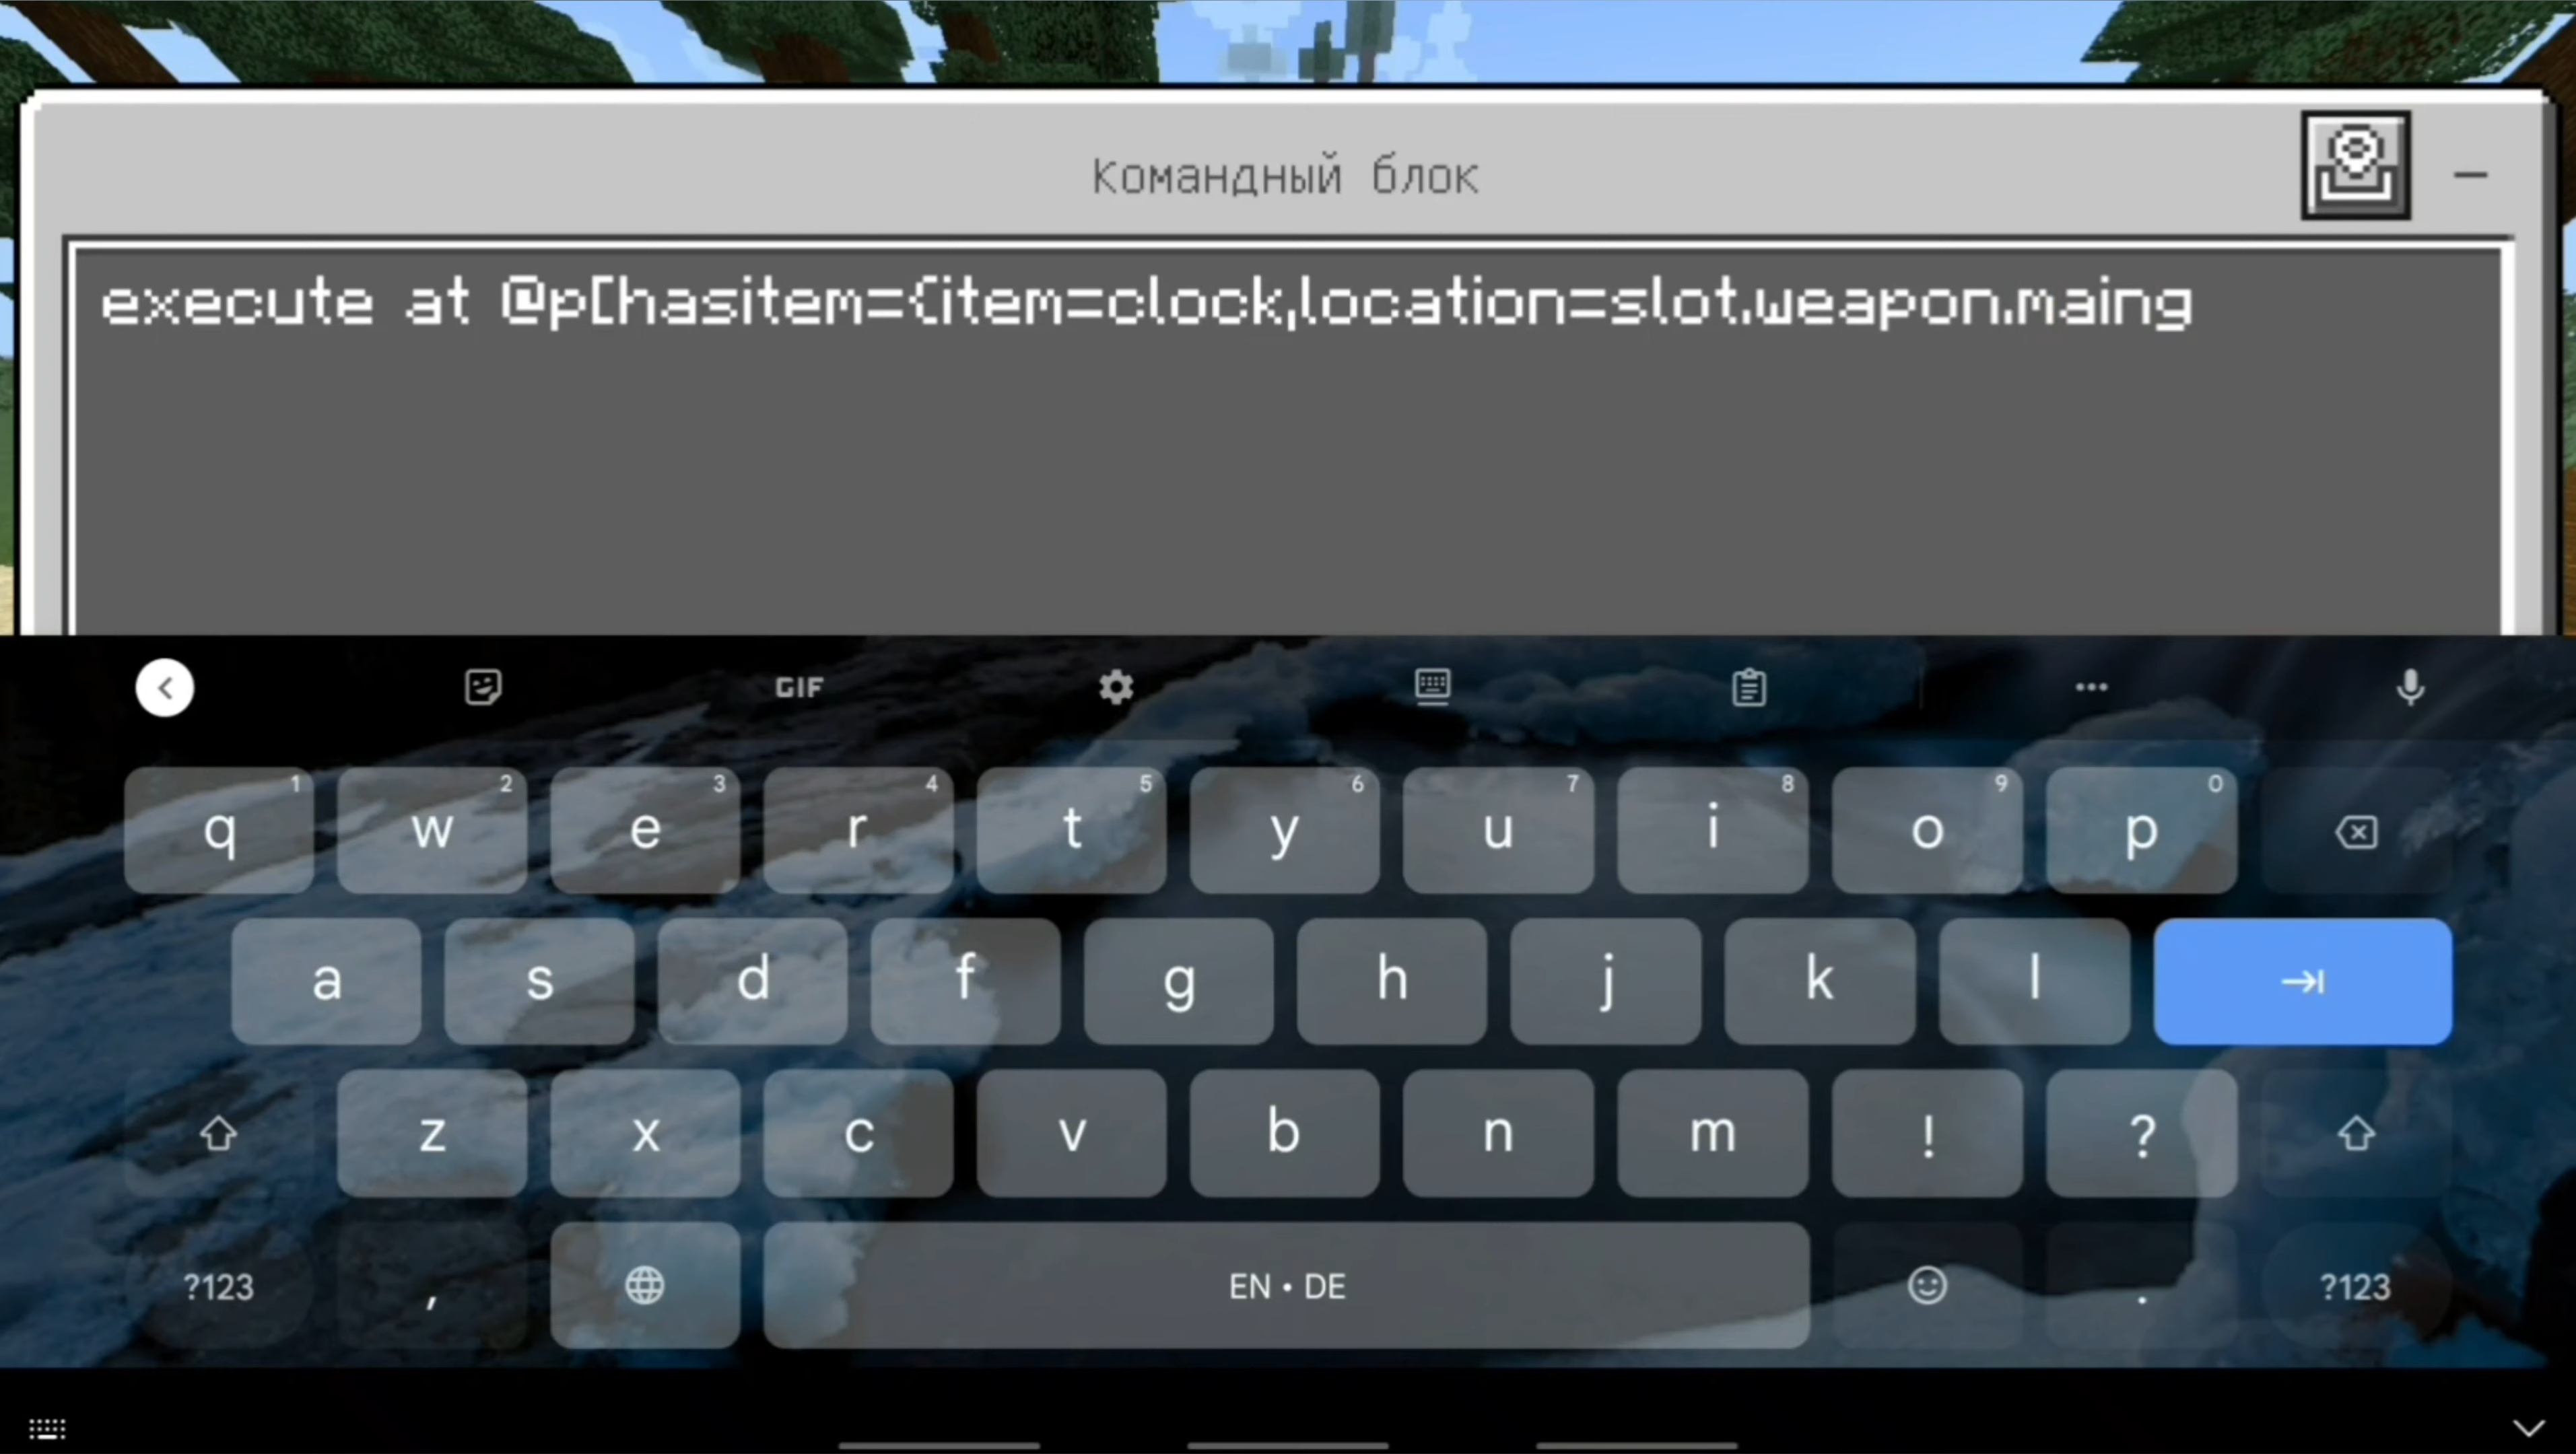 Командный блок
execute at @p[hasitem={item=clock,location=slot.weapon.maing
GIF
q 1 w 2 e 3 r 4 t 5 y 6 u 7 i 8 o 9 p 0
a s d f g h j k l
z x c v b n m ! ?
?123 , EN • DE . ?123